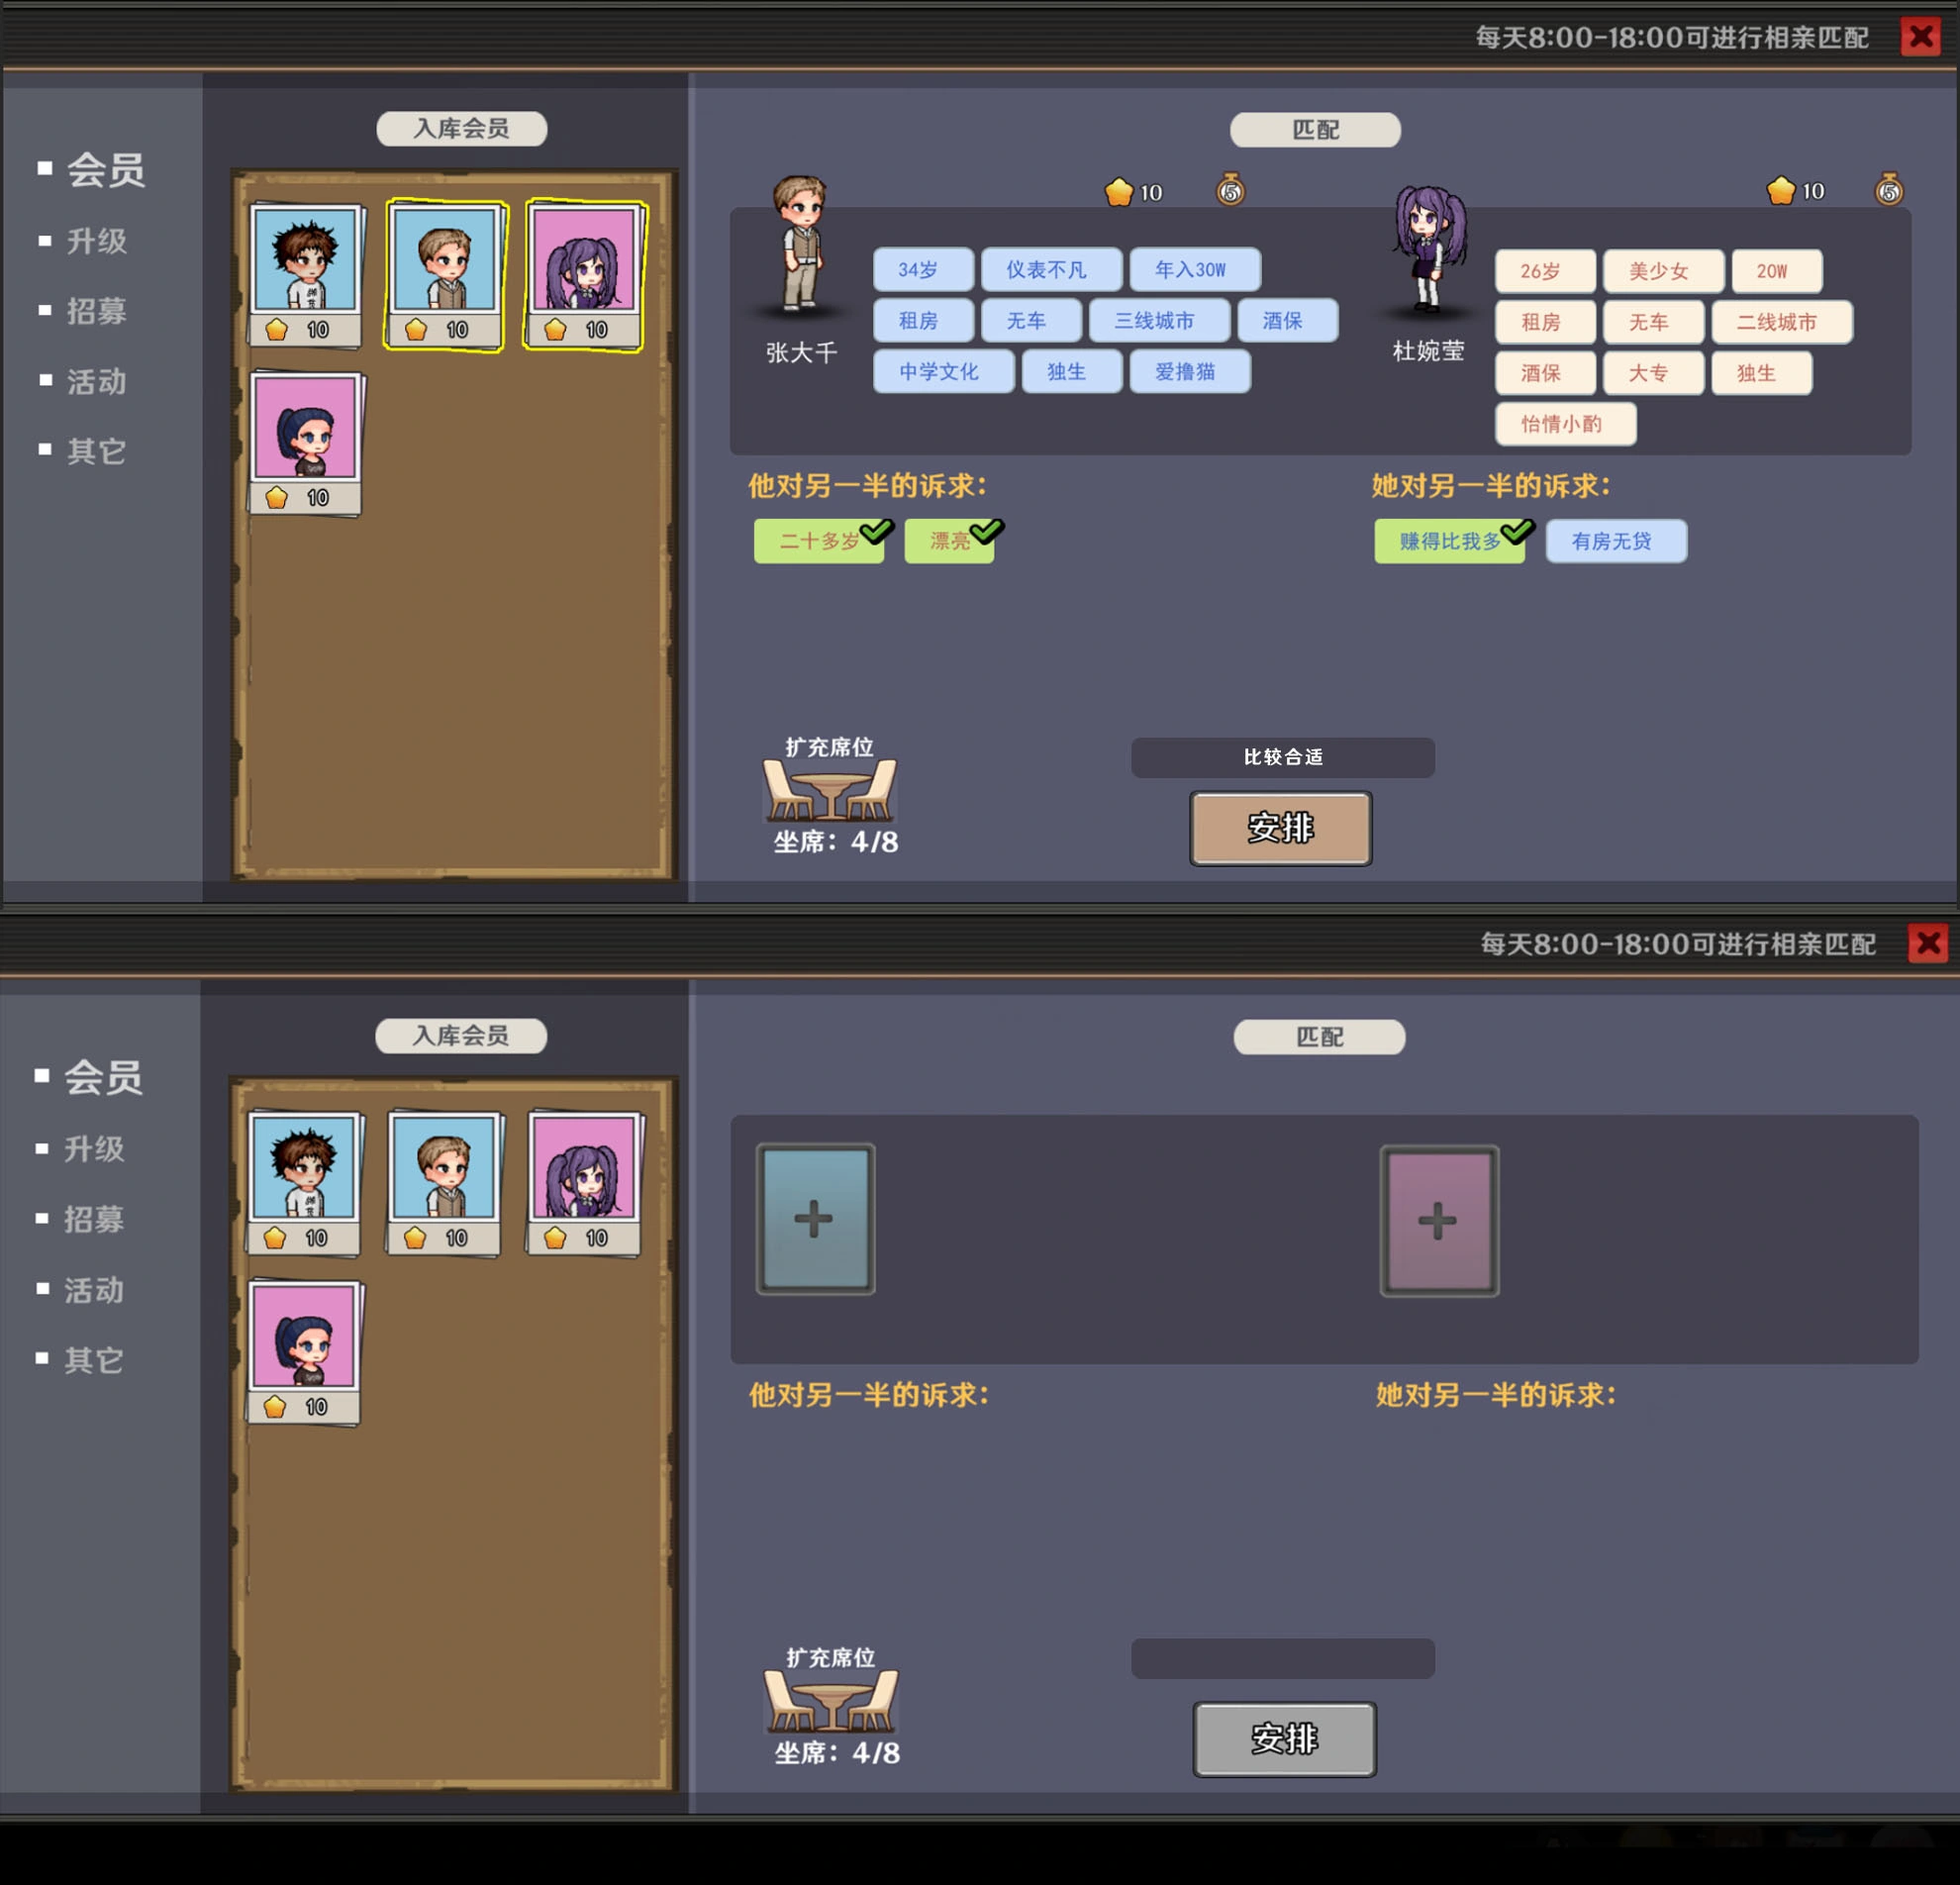 每天8:00-18:00可进行相亲匹配
会员
升级
招募
活动
其它
入库会员
10
10
10
10
匹配
10
5
张大千
34岁 仪表不凡 年入30W
租房 无车 三线城市 酒保
中学文化 独生 爱撸猫
10
5
杜婉莹
26岁 美少女 20W
租房 无车 二线城市
酒保 大专 独生
怡情小酌
他对另一半的诉求：
二十多岁 漂亮
她对另一半的诉求：
赚得比我多 有房无贷
扩充席位
坐席：4/8
比较合适
安排
每天8:00-18:00可进行相亲匹配
会员
升级
招募
活动
其它
入库会员
10
10
10
10
匹配
他对另一半的诉求：
她对另一半的诉求：
扩充席位
坐席：4/8
安排